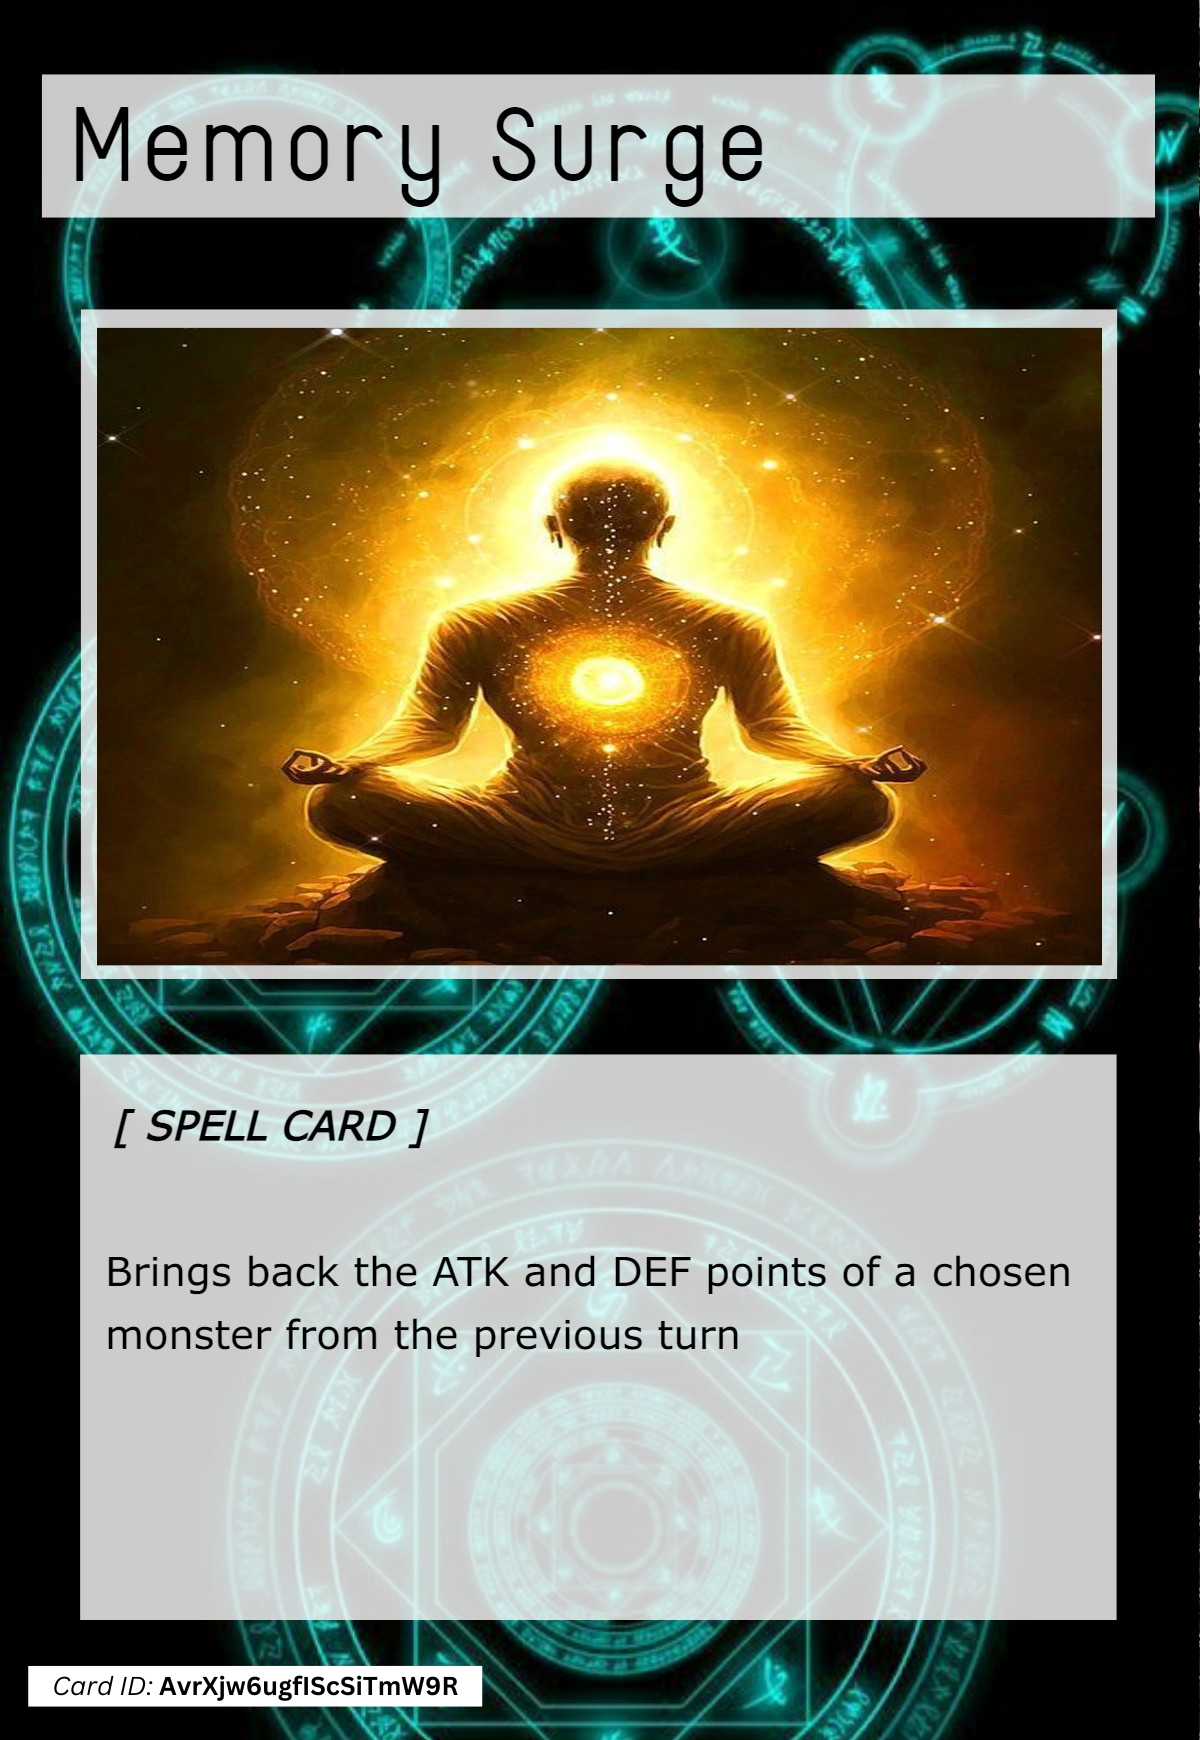 Memory Surge
[ SPELL CARD ]
Brings back the ATK and DEF points of a chosen
monster from the previous turn
Card ID: AvrXjw6ugfIScSiTmW9R